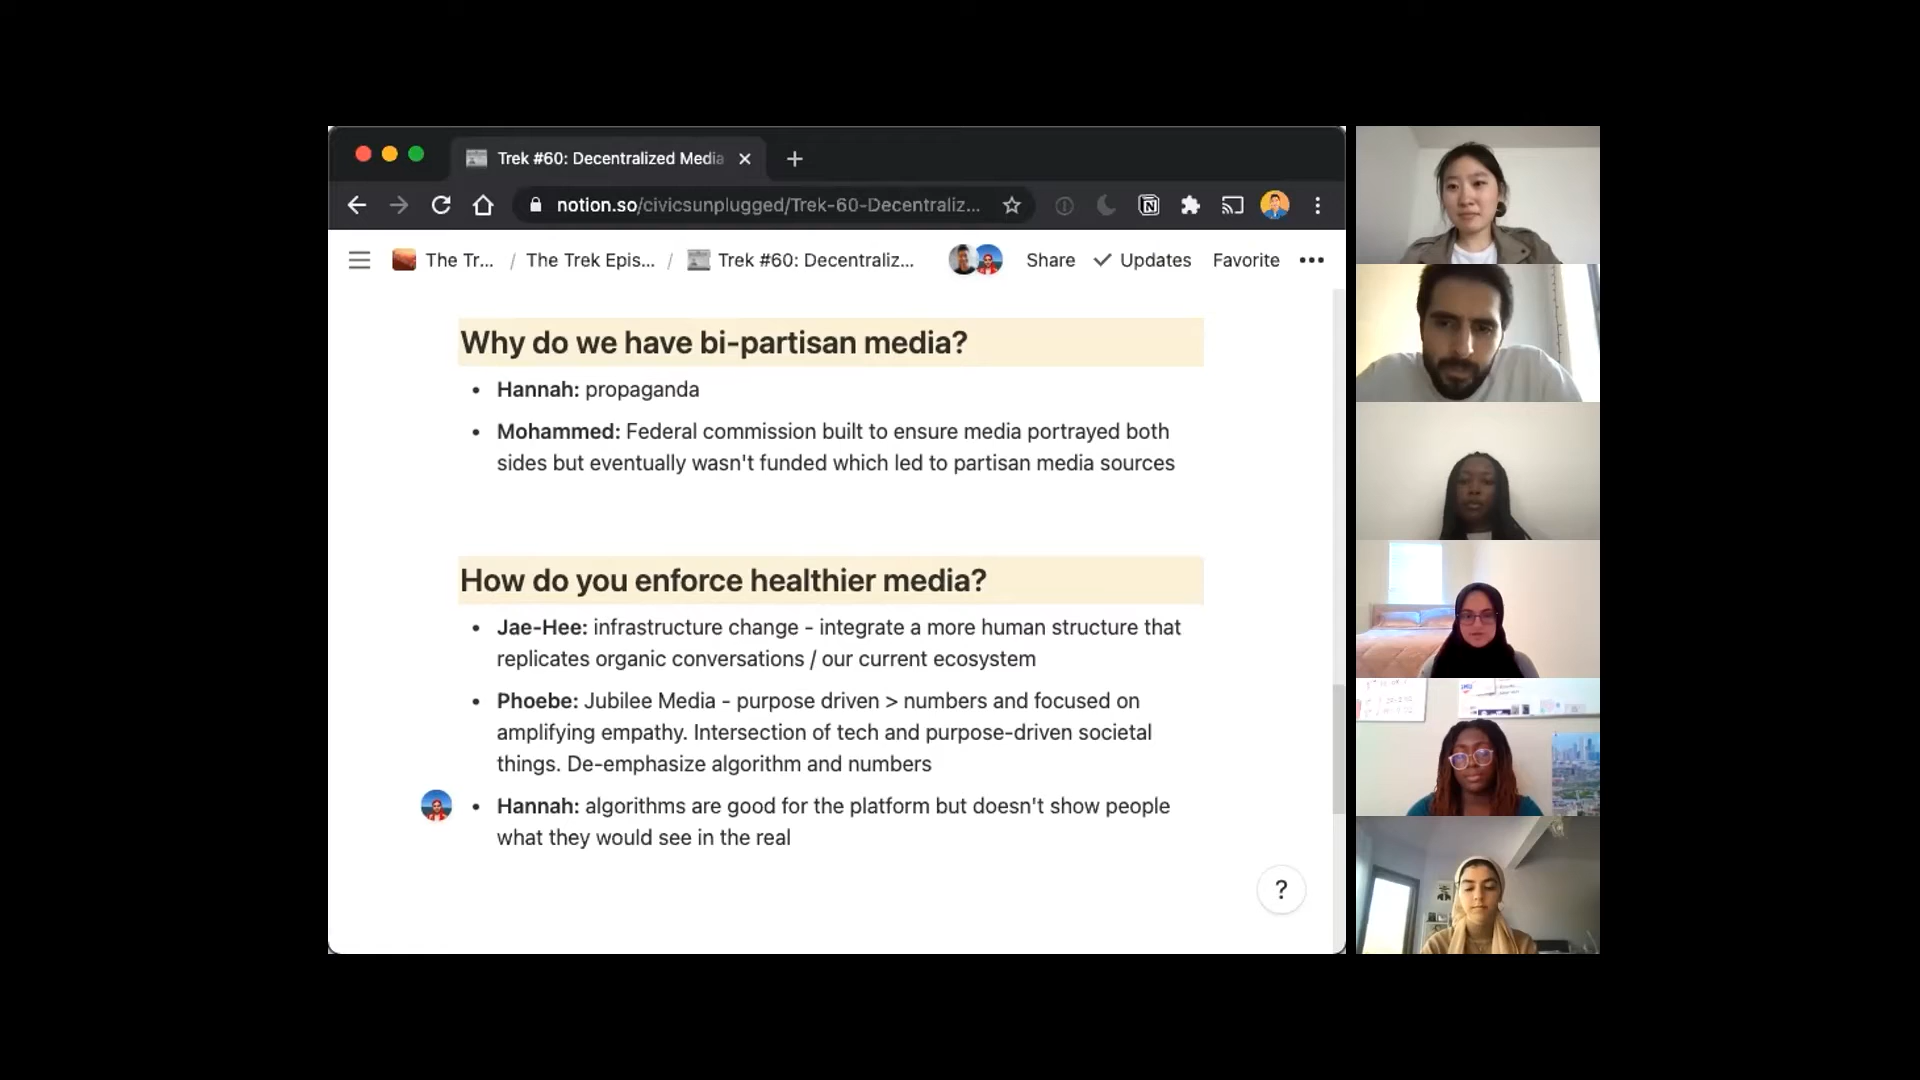 Trek #60: Decentralized Media
notion.so/civicsunplugged/Trek-60-Decentraliz...
The Tr... / The Trek Epis... / Trek #60: Decentraliz... Share Updates Favorite
Why do we have bi-partisan media?
• Hannah: propaganda
• Mohammed: Federal commission built to ensure media portrayed both
sides but eventually wasn't funded which led to partisan media sources
How do you enforce healthier media?
• Jae-Hee: infrastructure change - integrate a more human structure that
replicates organic conversations / our current ecosystem
• Phoebe: Jubilee Media - purpose driven > numbers and focused on
amplifying empathy. Intersection of tech and purpose-driven societal
things. De-emphasize algorithm and numbers
• Hannah: algorithms are good for the platform but doesn't show people
what they would see in the real
?